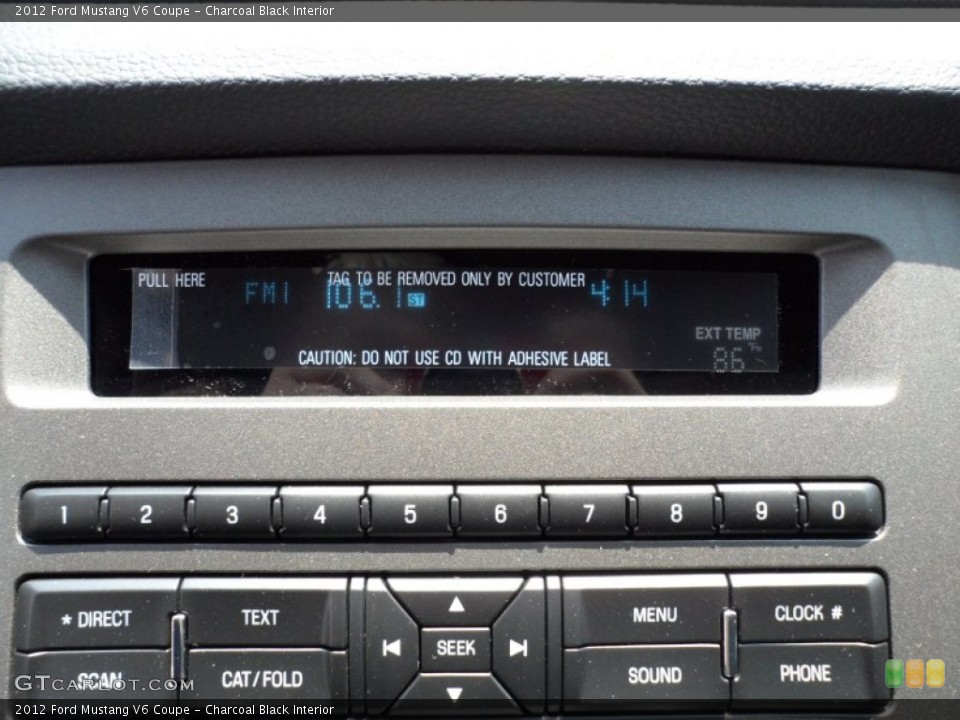 2012 Ford Mustang V6 Coupe - Charcoal Black Interior
PULL HERE
TAG TO BE REMOVED ONLY BY CUSTOMER
FM1 106.1 ST 4:14
EXT TEMP
CAUTION: DO NOT USE CD WITH ADHESIVE LABEL
86 °F
1 2 3 4 5 6 7 8 9 0
* DIRECT TEXT MENU CLOCK #
SEEK
SCAN CAT/FOLD SOUND PHONE
GTCARLOT.COM
2012 Ford Mustang V6 Coupe - Charcoal Black Interior